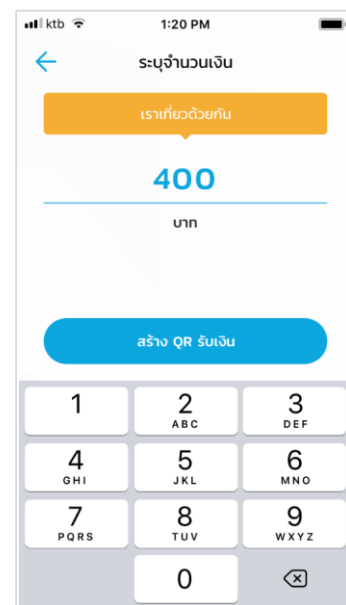 ktb 1:20 PM
ระบุจำนวนเงิน
เราเที่ยวด้วยกัน
400
บาท
สร้าง QR รับเงิน
1 2 3
ABC DEF
4 5 6
GHI JKL MNO
7 8 9
PQRS TUV WXYZ
0